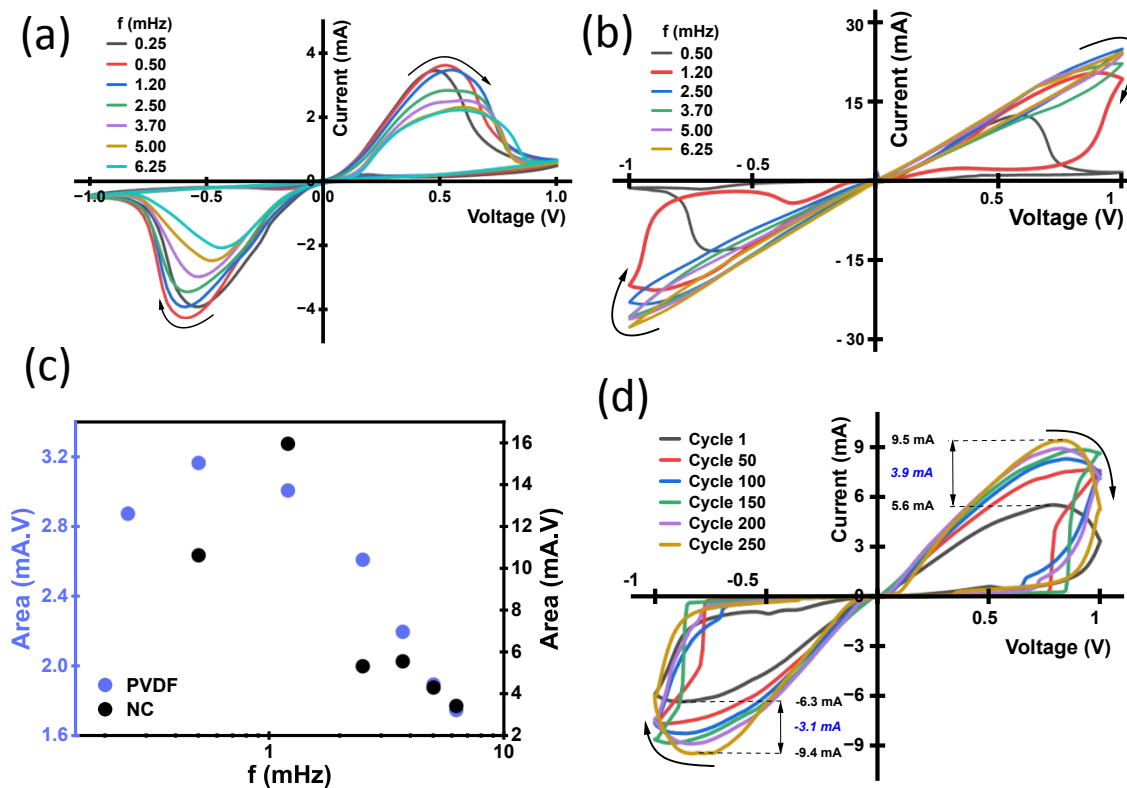 (a)
f (mHz)
0.25
0.50
1.20
2.50
3.70
5.00
6.25
Current (mA)
4
2
0
−2
−4
−1.0
−0.5
0.5
1.0
Voltage (V)
(b)
f (mHz)
0.50
1.20
2.50
3.70
5.00
6.25
Current (mA)
30
15
0
- 15
- 30
-1
- 0.5
0.5
1
Voltage (V)
(c)
Area (mA.V)
3.2
2.8
2.4
2.0
1.6
PVDF
NC
1
10
f (mHz)
16
14
12
10
8
6
4
2
Area (mA.V)
(d)
Cycle 1
Cycle 50
Cycle 100
Cycle 150
Cycle 200
Cycle 250
Current (mA)
9
6
3
0
−3
−6
−9
-1
-0.5
0.5
1
Voltage (V)
9.5 mA
3.9 mA
5.6 mA
-6.3 mA
-3.1 mA
-9.4 mA